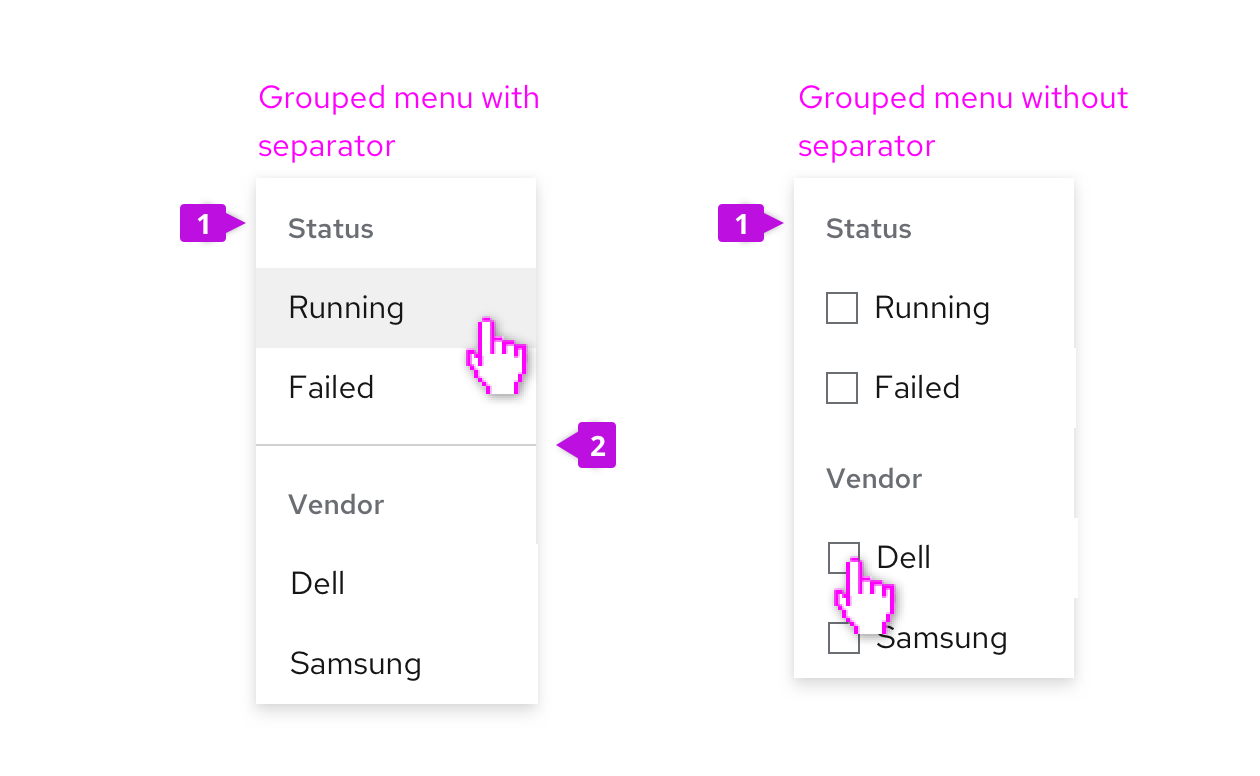 Grouped menu with
separator
1
Status
Running
Failed
2
Vendor
Dell
Samsung
Grouped menu without
separator
1
Status
Running
Failed
Vendor
Dell
Samsung